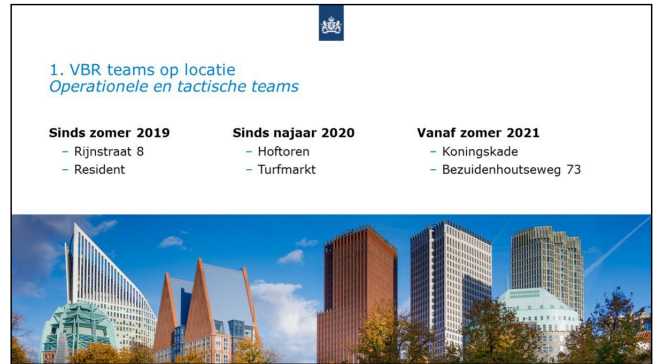 1. VBR teams op locatie
Operationele en tactische teams
Sinds zomer 2019
– Rijnstraat 8
– Resident
Sinds najaar 2020
– Hoftoren
– Turfmarkt
Vanaf zomer 2021
– Koningskade
– Bezuidenhoutseweg 73